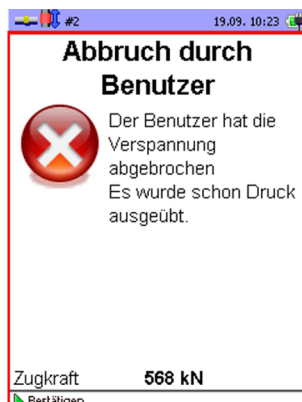 #2 19.09. 10:23
Abbruch durch
Benutzer
Der Benutzer hat die
Verspannung
abgebrochen
Es wurde schon Druck
ausgeübt.
Zugkraft 568 kN
Bestätigen